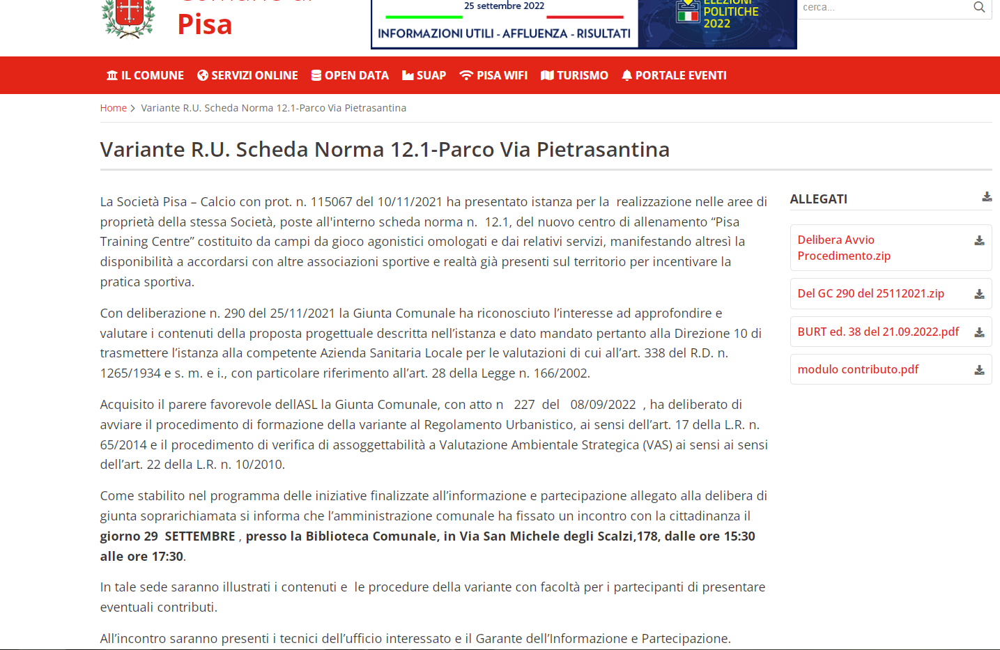 Pisa
25 settembre 2022
INFORMAZIONI UTILI - AFFLUENZA - RISULTATI
ELEZIONI
POLITICHE
2022
cerca...
IL COMUNE SERVIZI ONLINE OPEN DATA SUAP PISA WIFI TURISMO PORTALE EVENTI
Home > Variante R.U. Scheda Norma 12.1-Parco Via Pietrasantina
Variante R.U. Scheda Norma 12.1-Parco Via Pietrasantina
La Società Pisa – Calcio con prot. n. 115067 del 10/11/2021 ha presentato istanza per la realizzazione nelle aree di
proprietà della stessa Società, poste all'interno scheda norma n. 12.1, del nuovo centro di allenamento “Pisa
Training Centre” costituito da campi da gioco agonistici omologati e dai relativi servizi, manifestando altresì la
disponibilità a accordarsi con altre associazioni sportive e realtà già presenti sul territorio per incentivare la
pratica sportiva.
Con deliberazione n. 290 del 25/11/2021 la Giunta Comunale ha riconosciuto l’interesse ad approfondire e
valutare i contenuti della proposta progettuale descritta nell’istanza e dato mandato pertanto alla Direzione 10 di
trasmettere l’istanza alla competente Azienda Sanitaria Locale per le valutazioni di cui all’art. 338 del R.D. n.
1265/1934 e s. m. e i., con particolare riferimento all’art. 28 della Legge n. 166/2002.
Acquisito il parere favorevole dellASL la Giunta Comunale, con atto n 227 del 08/09/2022 , ha deliberato di
avviare il procedimento di formazione della variante al Regolamento Urbanistico, ai sensi dell’art. 17 della L.R. n.
65/2014 e il procedimento di verifica di assoggettabilità a Valutazione Ambientale Strategica (VAS) ai sensi ai sensi
dell’art. 22 della L.R. n. 10/2010.
Come stabilito nel programma delle iniziative finalizzate all’informazione e partecipazione allegato alla delibera di
giunta soprarichiamata si informa che l’amministrazione comunale ha fissato un incontro con la cittadinanza il
giorno 29 SETTEMBRE , presso la Biblioteca Comunale, in Via San Michele degli Scalzi,178, dalle ore 15:30
alle ore 17:30.
In tale sede saranno illustrati i contenuti e le procedure della variante con facoltà per i partecipanti di presentare
eventuali contributi.
All’incontro saranno presenti i tecnici dell’ufficio interessato e il Garante dell’Informazione e Partecipazione.
ALLEGATI
Delibera Avvio
Procedimento.zip
Del GC 290 del 25112021.zip
BURT ed. 38 del 21.09.2022.pdf
modulo contributo.pdf